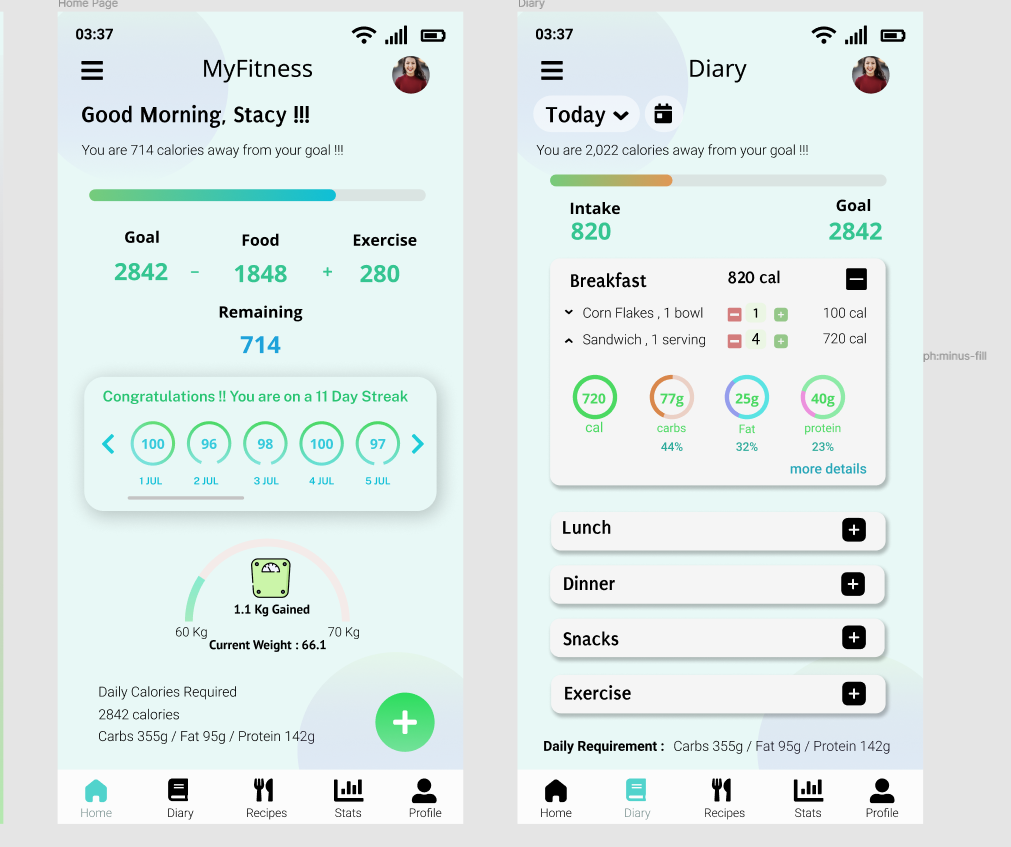 Home Page
03:37
MyFitness
Good Morning, Stacy !!!
You are 714 calories away from your goal !!!
Goal Food Exercise
2842 - 1848 + 280
Remaining
714
Congratulations !! You are on a 11 Day Streak
100 96 98 100 97
1 JUL 2 JUL 3 JUL 4 JUL 5 JUL
1.1 Kg Gained
60 Kg 70 Kg
Current Weight : 66.1
Daily Calories Required
2842 calories
Carbs 355g / Fat 95g / Protein 142g
+
Home Diary Recipes Stats Profile
Diary
03:37
Diary
Today
You are 2,022 calories away from your goal !!!
Intake Goal
820 2842
Breakfast 820 cal
Corn Flakes , 1 bowl 1 100 cal
Sandwich , 1 serving 4 720 cal
720 77g 25g 40g
cal carbs Fat protein
44% 32% 23%
more details
Lunch
Dinner
Snacks
Exercise
Daily Requirement : Carbs 355g / Fat 95g / Protein 142g
Home Diary Recipes Stats Profile
ph:minus-fill